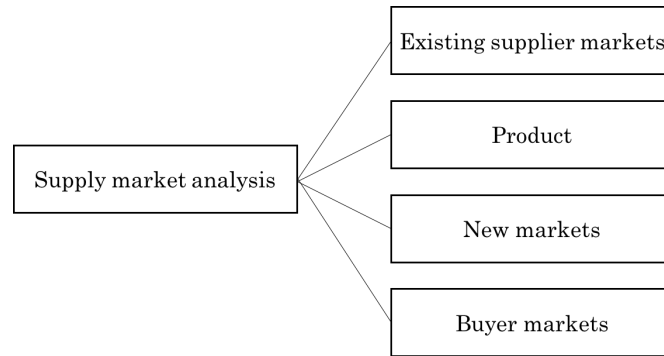 Existing supplier markets
Product
Supply market analysis
New markets
Buyer markets